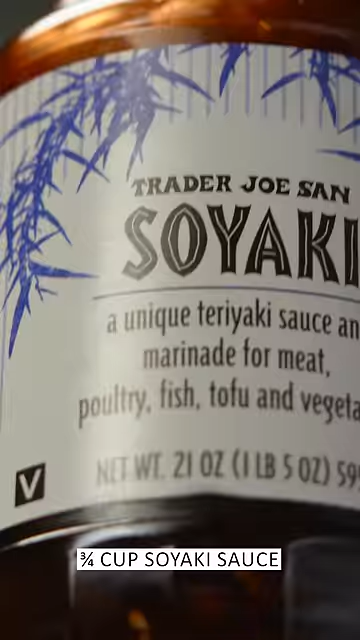 TRADER JOE SAN
SOYAKI
a unique teriyaki sauce an
marinade for meat,
poultry, fish, tofu and vegeta
NET WT. 21 OZ (1 LB 5 OZ) 59
V
¾ CUP SOYAKI SAUCE